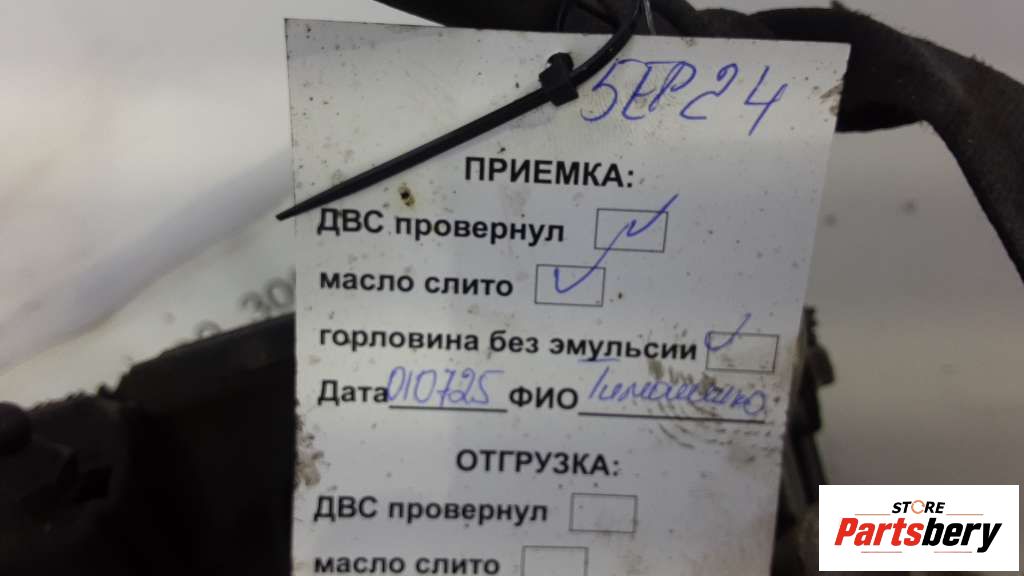 5EP24
ПРИЕМКА:
ДВС провернул
масло слито
горловина без эмульсии
Дата 010725 ФИО
ОТГРУЗКА:
ДВС провернул
масло слито
STORE
Partsbery